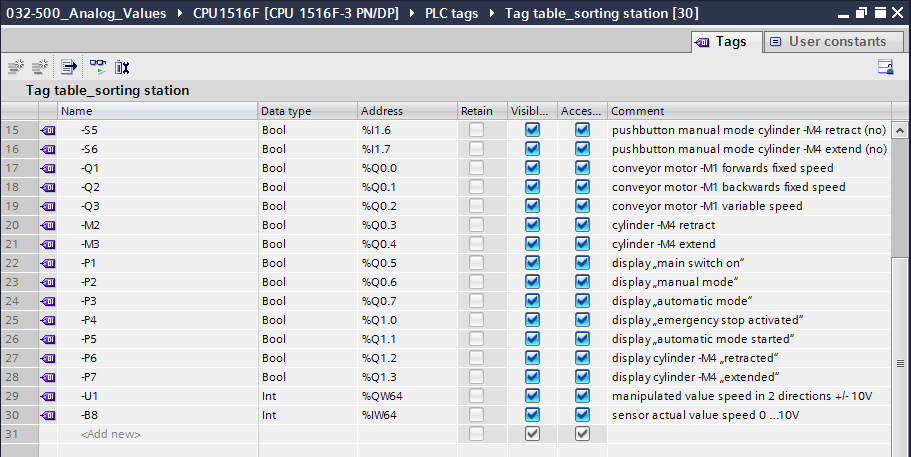 032-500_Analog_Values ▸ CPU1516F [CPU 1516F-3 PN/DP] ▸ PLC tags ▸ Tag table_sorting station [30]
Tags User constants
Tag table_sorting station
Name Data type Address Retain Visibl... Acces... Comment
15 -S5 Bool %I1.6 pushbutton manual mode cylinder -M4 retract (no)
16 -S6 Bool %I1.7 pushbutton manual mode cylinder -M4 extend (no)
17 -Q1 Bool %Q0.0 conveyor motor -M1 forwards fixed speed
18 -Q2 Bool %Q0.1 conveyor motor -M1 backwards fixed speed
19 -Q3 Bool %Q0.2 conveyor motor -M1 variable speed
20 -M2 Bool %Q0.3 cylinder -M4 retract
21 -M3 Bool %Q0.4 cylinder -M4 extend
22 -P1 Bool %Q0.5 display „main switch on“
23 -P2 Bool %Q0.6 display „manual mode“
24 -P3 Bool %Q0.7 display „automatic mode“
25 -P4 Bool %Q1.0 display „emergency stop activated“
26 -P5 Bool %Q1.1 display „automatic mode started“
27 -P6 Bool %Q1.2 display cylinder -M4 „retracted“
28 -P7 Bool %Q1.3 display cylinder -M4 „extended“
29 -U1 Int %QW64 manipulated value speed in 2 directions +/- 10V
30 -B8 Int %IW64 sensor actual value speed 0 ...10V
31 <Add new>